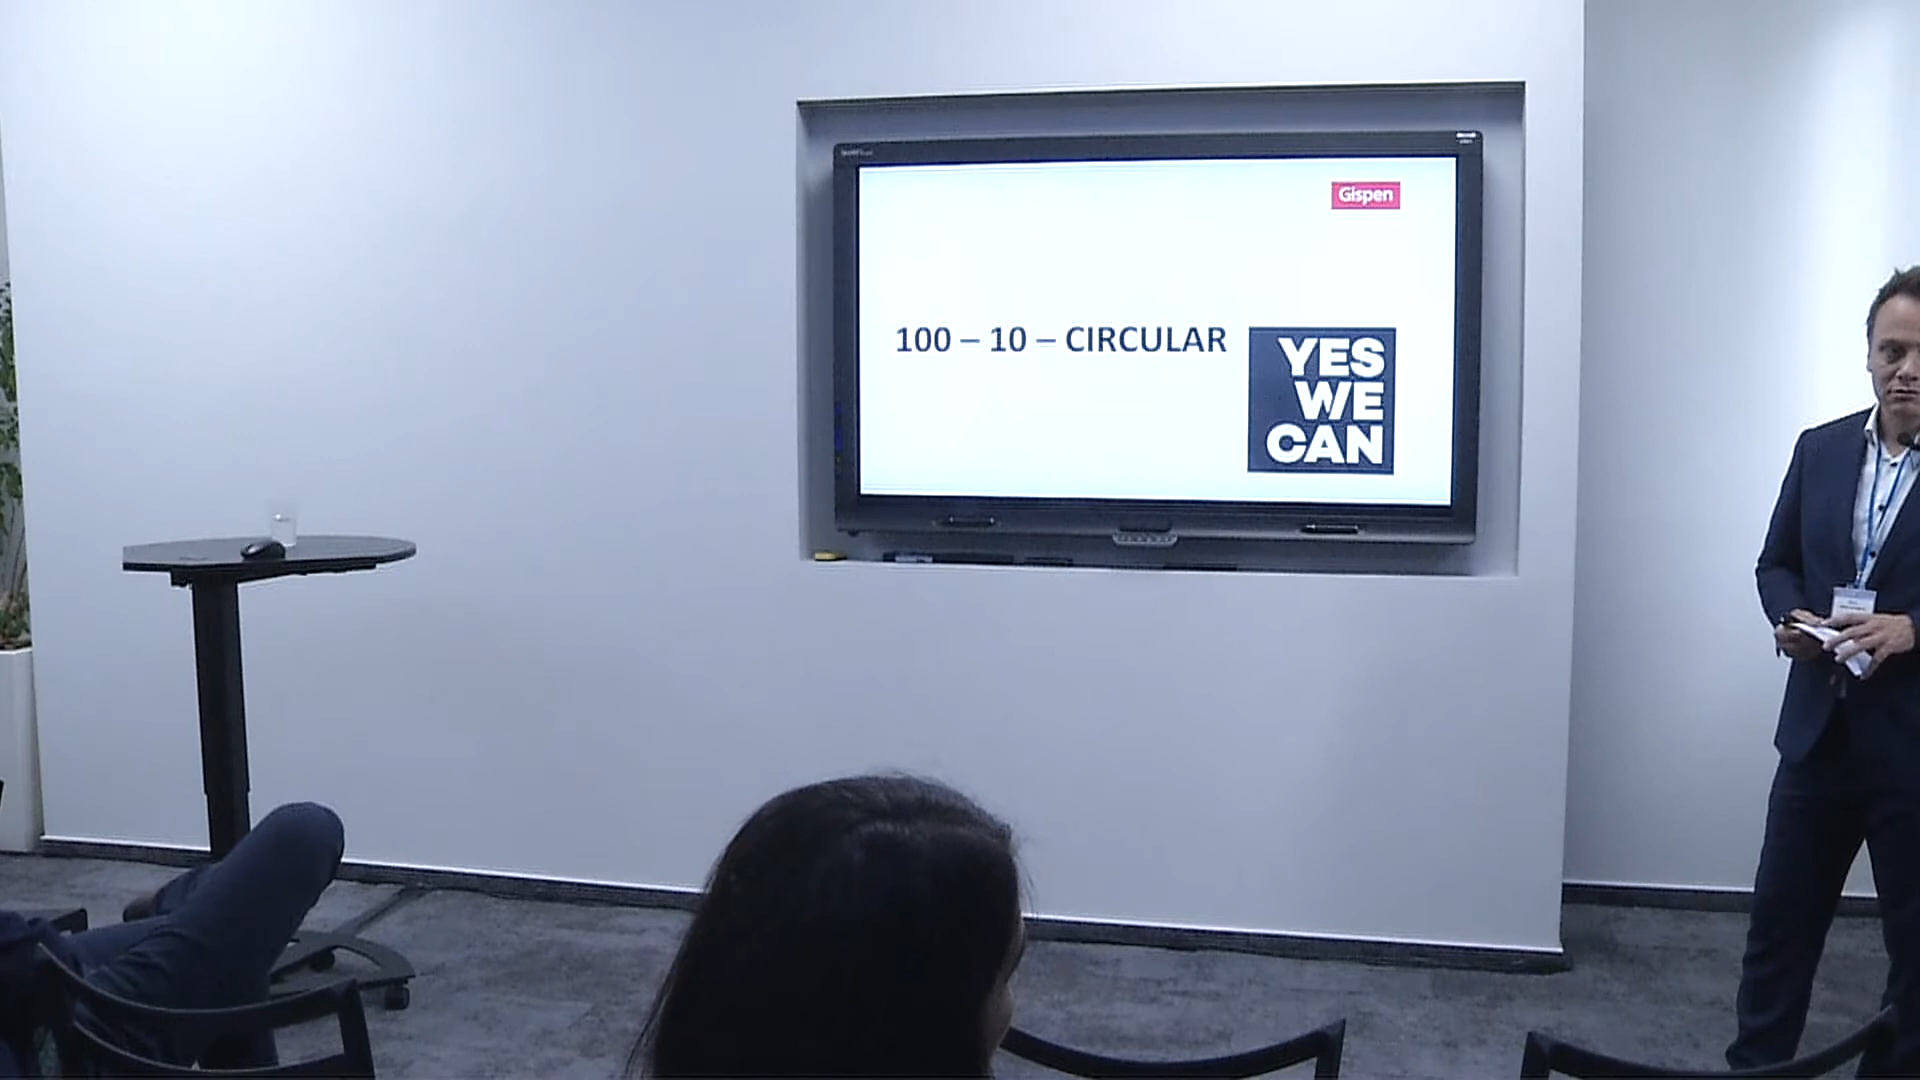 Gispen
100 – 10 – CIRCULAR
YES
WE
CAN